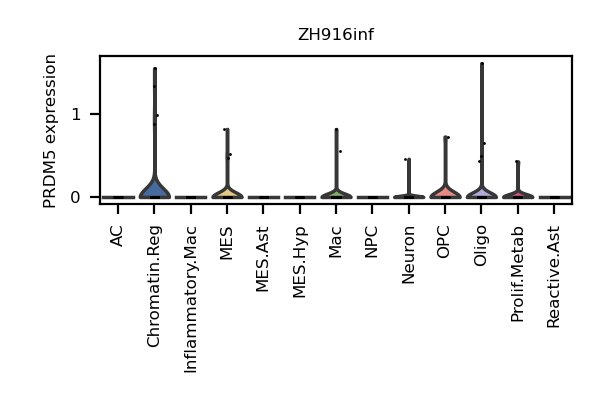 ZH916inf
PRDM5 expression
1
0
AC
Chromatin.Reg
Inflammatory.Mac
MES
MES.Ast
MES.Hyp
Mac
NPC
Neuron
OPC
Oligo
Prolif.Metab
Reactive.Ast